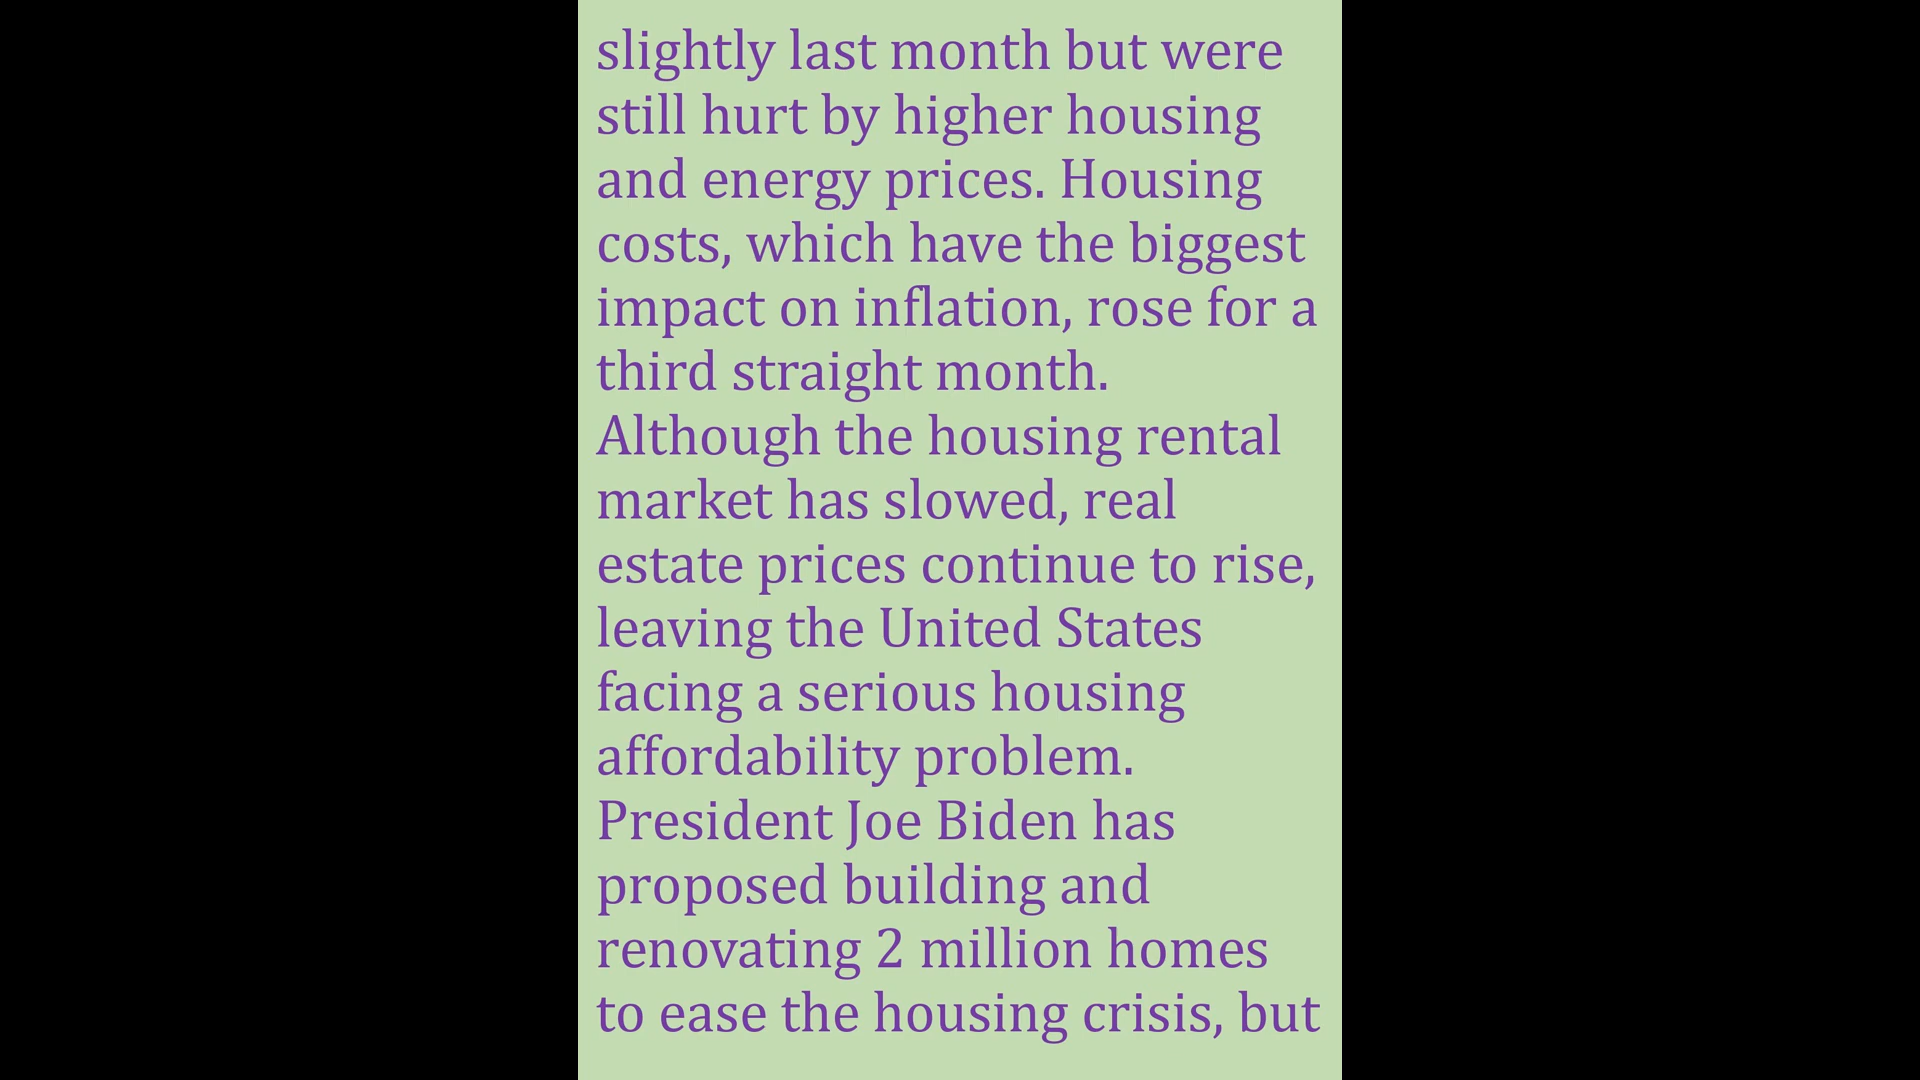 slightly last month but were
still hurt by higher housing
and energy prices. Housing
costs, which have the biggest
impact on inflation, rose for a
third straight month.
Although the housing rental
market has slowed, real
estate prices continue to rise,
leaving the United States
facing a serious housing
affordability problem.
President Joe Biden has
proposed building and
renovating 2 million homes
to ease the housing crisis, but